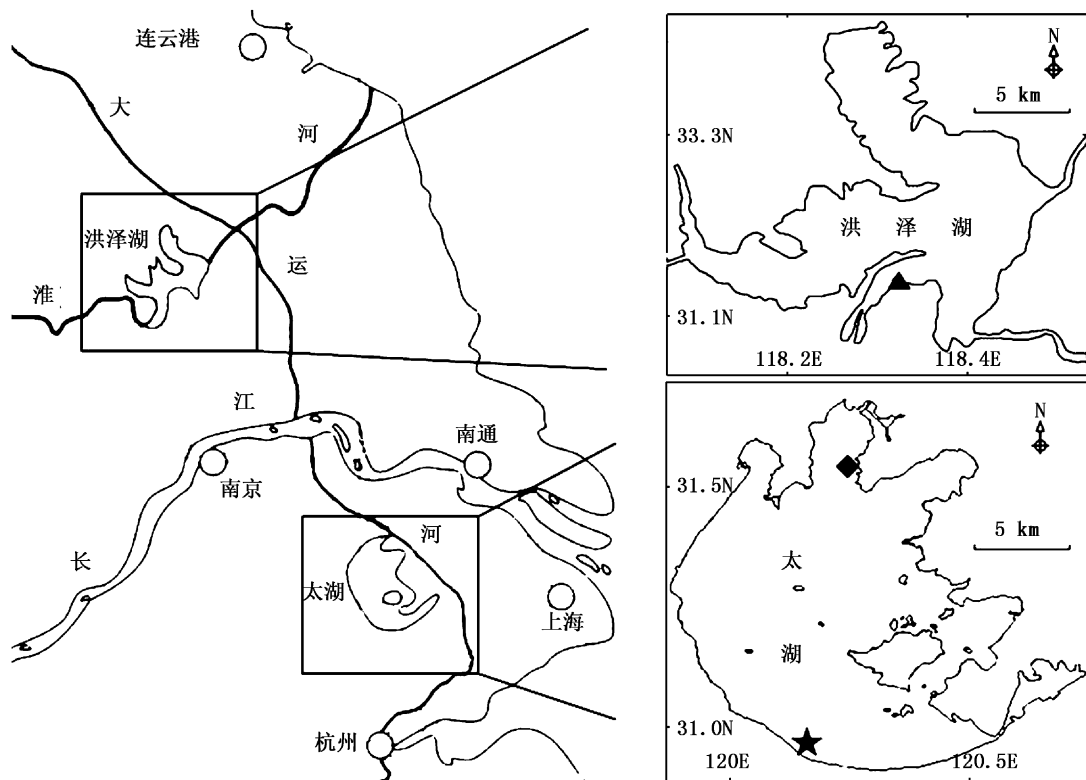 连云港
大
河
洪泽湖
运
淮
江
南通
南京
河
长
太湖
上海
杭州
N
5 km
33.3N
洪泽湖
31.1N
118.2E
118.4E
N
31.5N
5 km
太
湖
31.0N
120E
120.5E